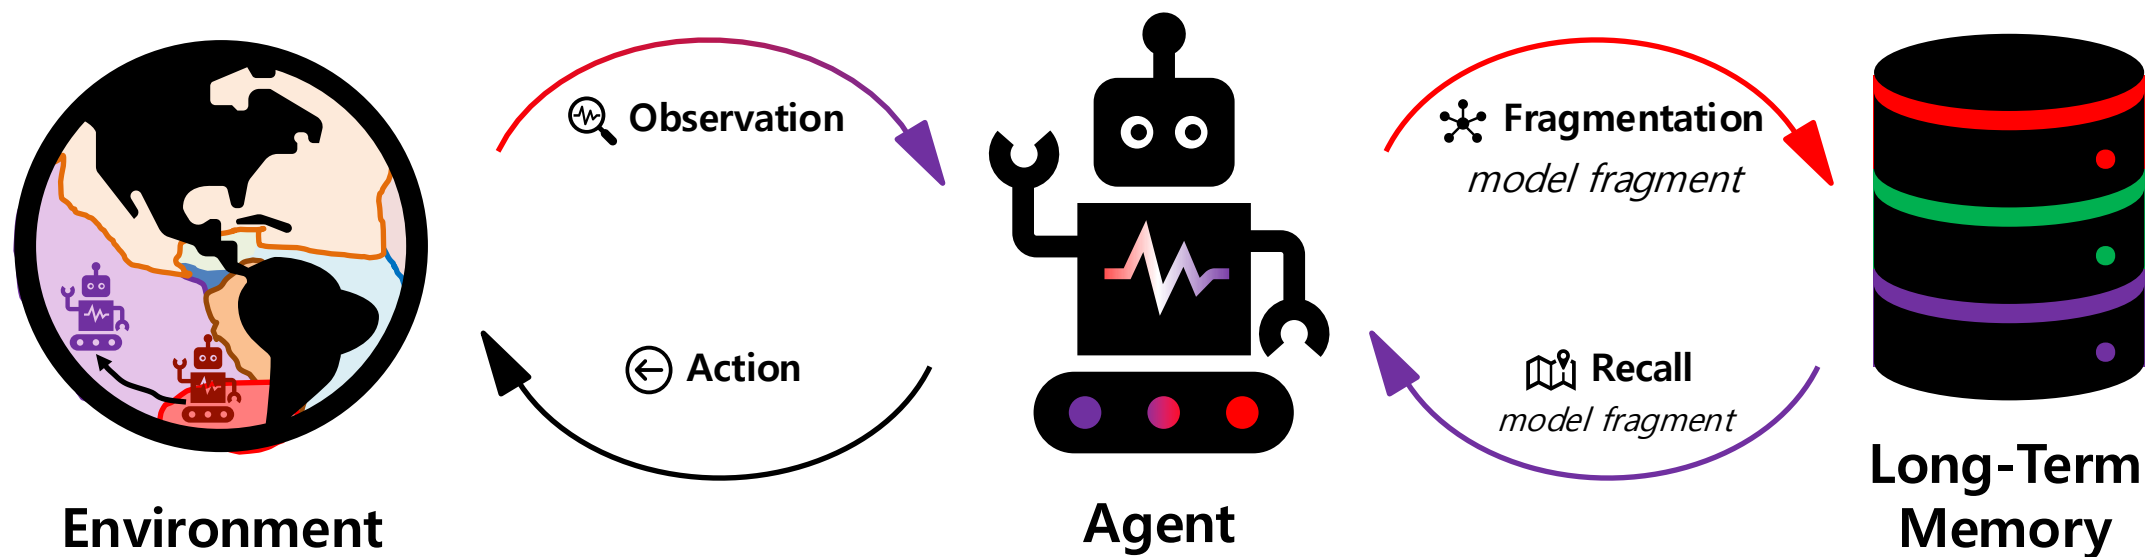 Observation
Fragmentation
model fragment
Action
Recall
model fragment
Environment
Agent
Long-Term
Memory